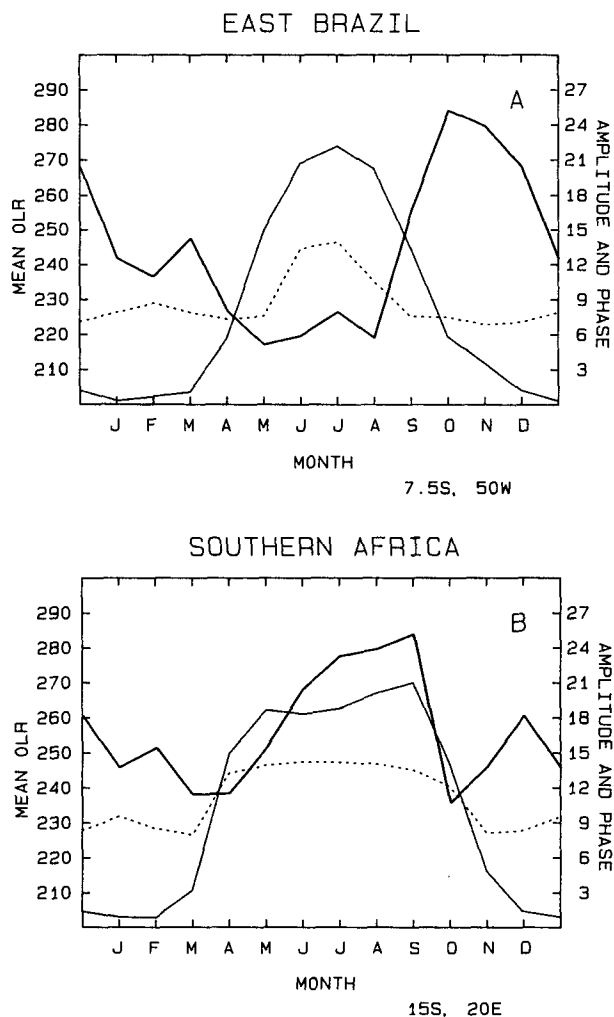 EAST BRAZIL
A
290
280
270
260
250
240
230
220
210
MEAN OLR
27
24
21
18
15
12
9
6
3
AMPLITUDE AND PHASE
J F M A M J J A S O N D
MONTH
7.5S, 50W
SOUTHERN AFRICA
B
290
280
270
260
250
240
230
220
210
MEAN OLR
27
24
21
18
15
12
9
6
3
AMPLITUDE AND PHASE
J F M A M J J A S O N D
MONTH
15S, 20E